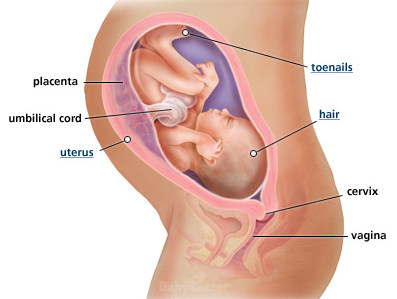 toenails
placenta
hair
umbilical cord
uterus
cervix
vagina